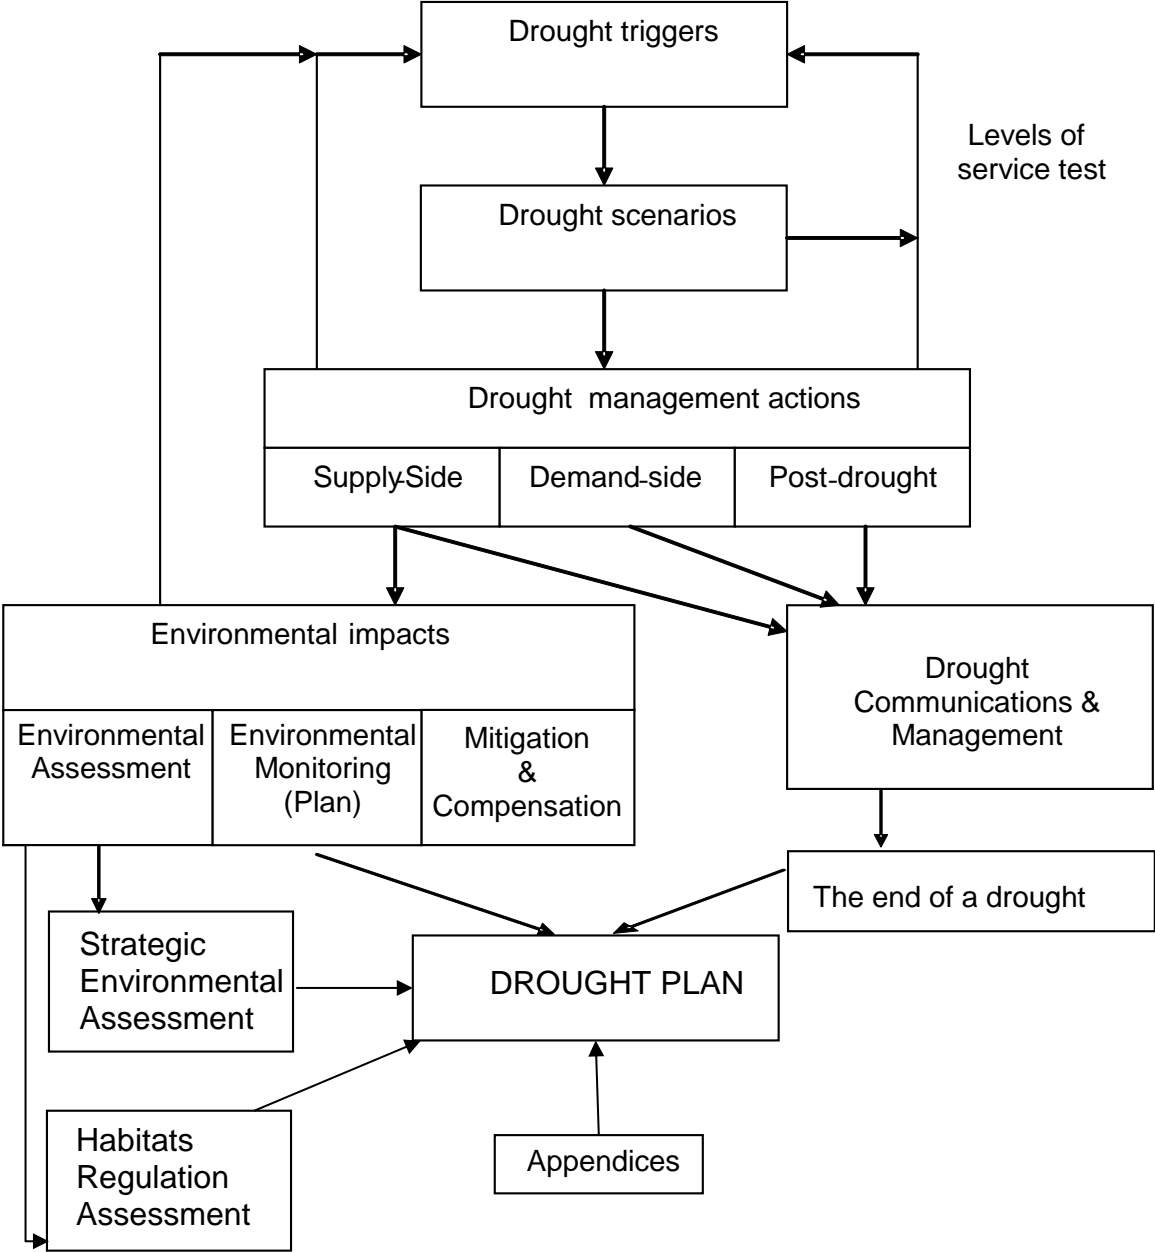 Drought triggers
Levels of
service test
Drought scenarios
Drought management actions
Supply-Side
Demand-side
Post-drought
Environmental impacts
Environmental
Assessment
Environmental
Monitoring
(Plan)
Mitigation
&
Compensation
Drought
Communications &
Management
The end of a drought
Strategic
Environmental
Assessment
DROUGHT PLAN
Habitats
Regulation
Assessment
Appendices